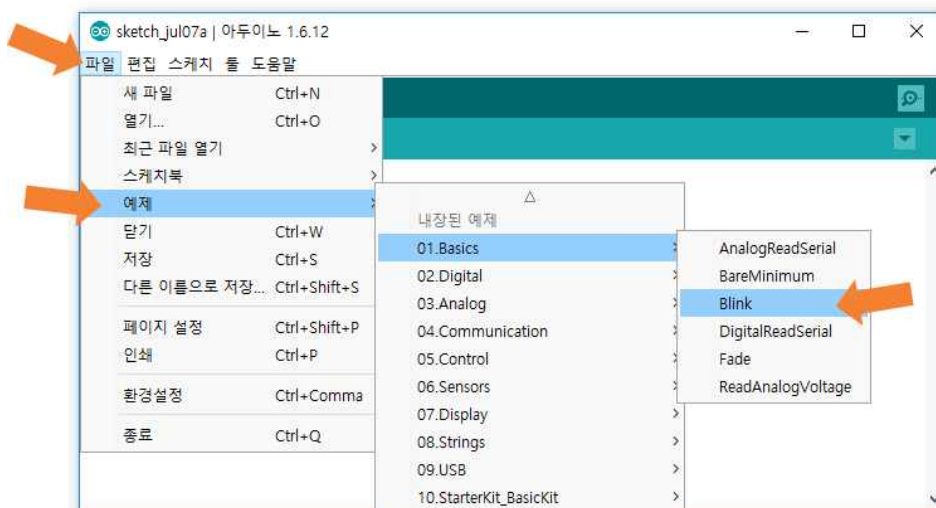 sketch_jul07a | 아두이노 1.6.12
파일 편집 스케치 툴 도움말
새 파일 Ctrl+N
열기... Ctrl+O
최근 파일 열기
스케치북
예제
닫기 Ctrl+W
저장 Ctrl+S
다른 이름으로 저장... Ctrl+Shift+S
페이지 설정 Ctrl+Shift+P
인쇄 Ctrl+P
환경설정 Ctrl+Comma
종료 Ctrl+Q
내장된 예제
01.Basics
02.Digital
03.Analog
04.Communication
05.Control
06.Sensors
07.Display
08.Strings
09.USB
10.StarterKit_BasicKit
AnalogReadSerial
BareMinimum
Blink
DigitalReadSerial
Fade
ReadAnalogVoltage